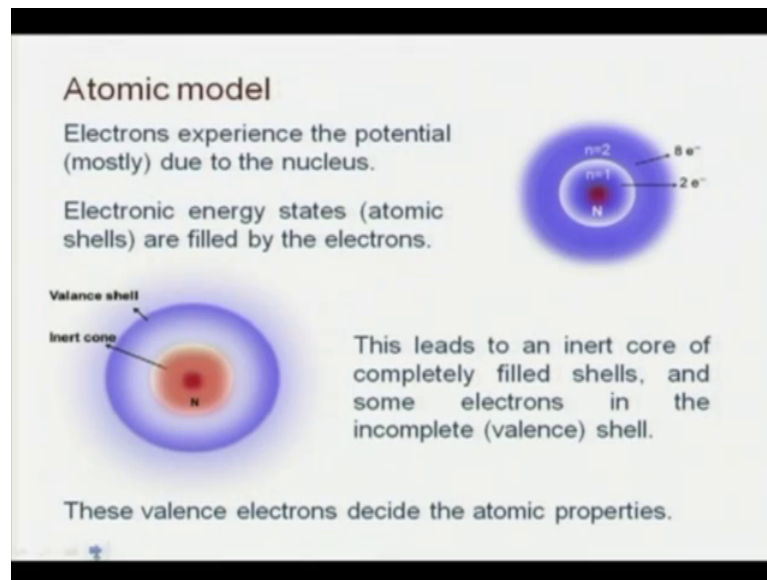 Atomic model
Electrons experience the potential
(mostly) due to the nucleus.
n=2
8 e⁻
n=1
2 e⁻
N
Electronic energy states (atomic
shells) are filled by the electrons.
Valance shell
Inert cone
N
This leads to an inert core of
completely filled shells, and
some electrons in the
incomplete (valence) shell.
These valence electrons decide the atomic properties.